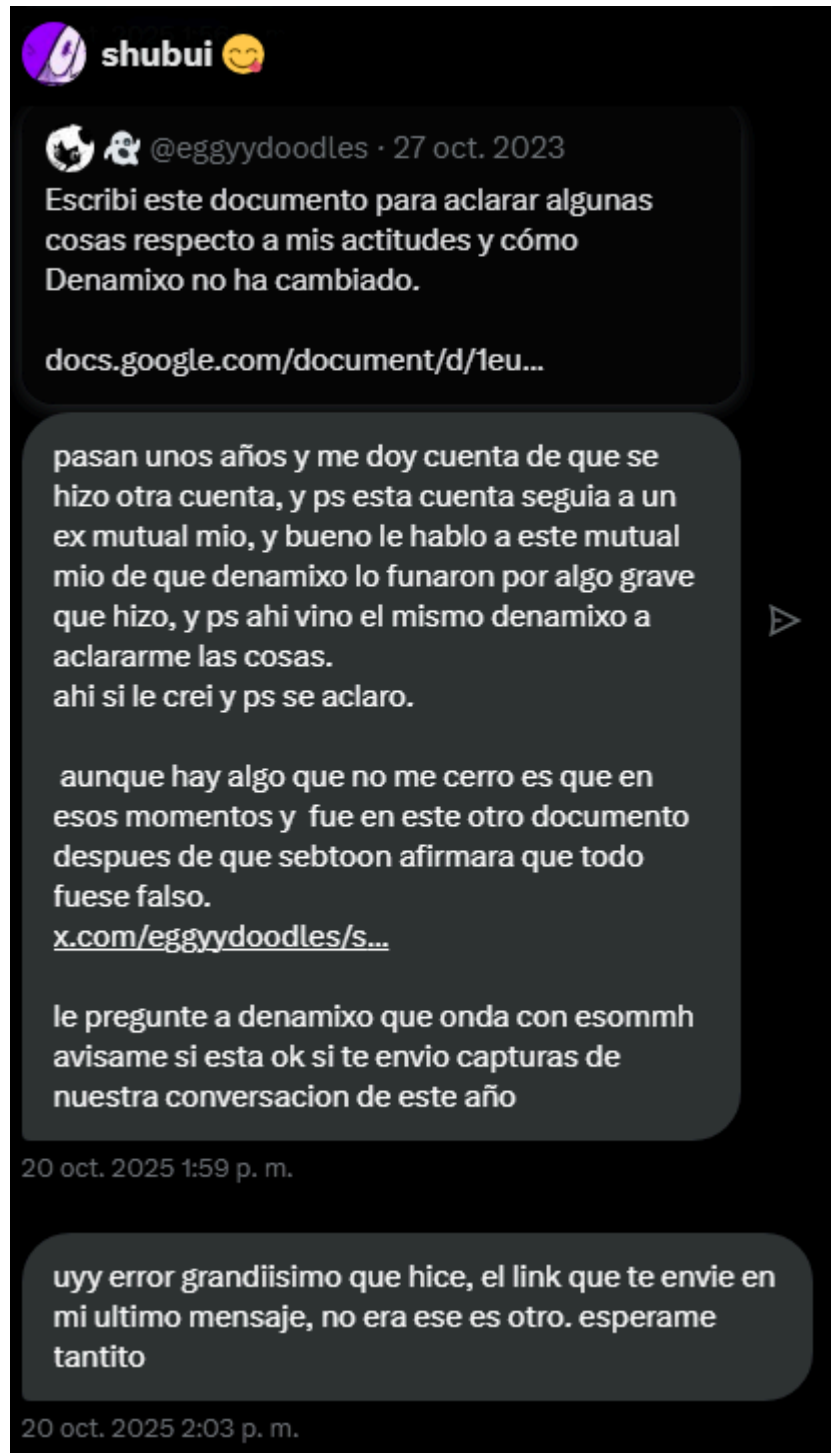 shubui 😋
👻 @eggyydoodles · 27 oct. 2023
Escribi este documento para aclarar algunas
cosas respecto a mis actitudes y cómo
Denamixo no ha cambiado.
docs.google.com/document/d/1eu...
pasan unos años y me doy cuenta de que se
hizo otra cuenta, y ps esta cuenta seguia a un
ex mutual mio, y bueno le hablo a este mutual
mio de que denamixo lo funaron por algo grave
que hizo, y ps ahi vino el mismo denamixo a
aclararme las cosas.
ahi si le crei y ps se aclaro.
aunque hay algo que no me cerro es que en
esos momentos y  fue en este otro documento
despues de que sebtoon afirmara que todo
fuese falso.
x.com/eggyydoodles/s...
le pregunte a denamixo que onda con esommh
avisame si esta ok si te envio capturas de
nuestra conversacion de este año
20 oct. 2025 1:59 p. m.
uyy error grandiisimo que hice, el link que te envie en
mi ultimo mensaje, no era ese es otro. esperame
tantito
20 oct. 2025 2:03 p. m.